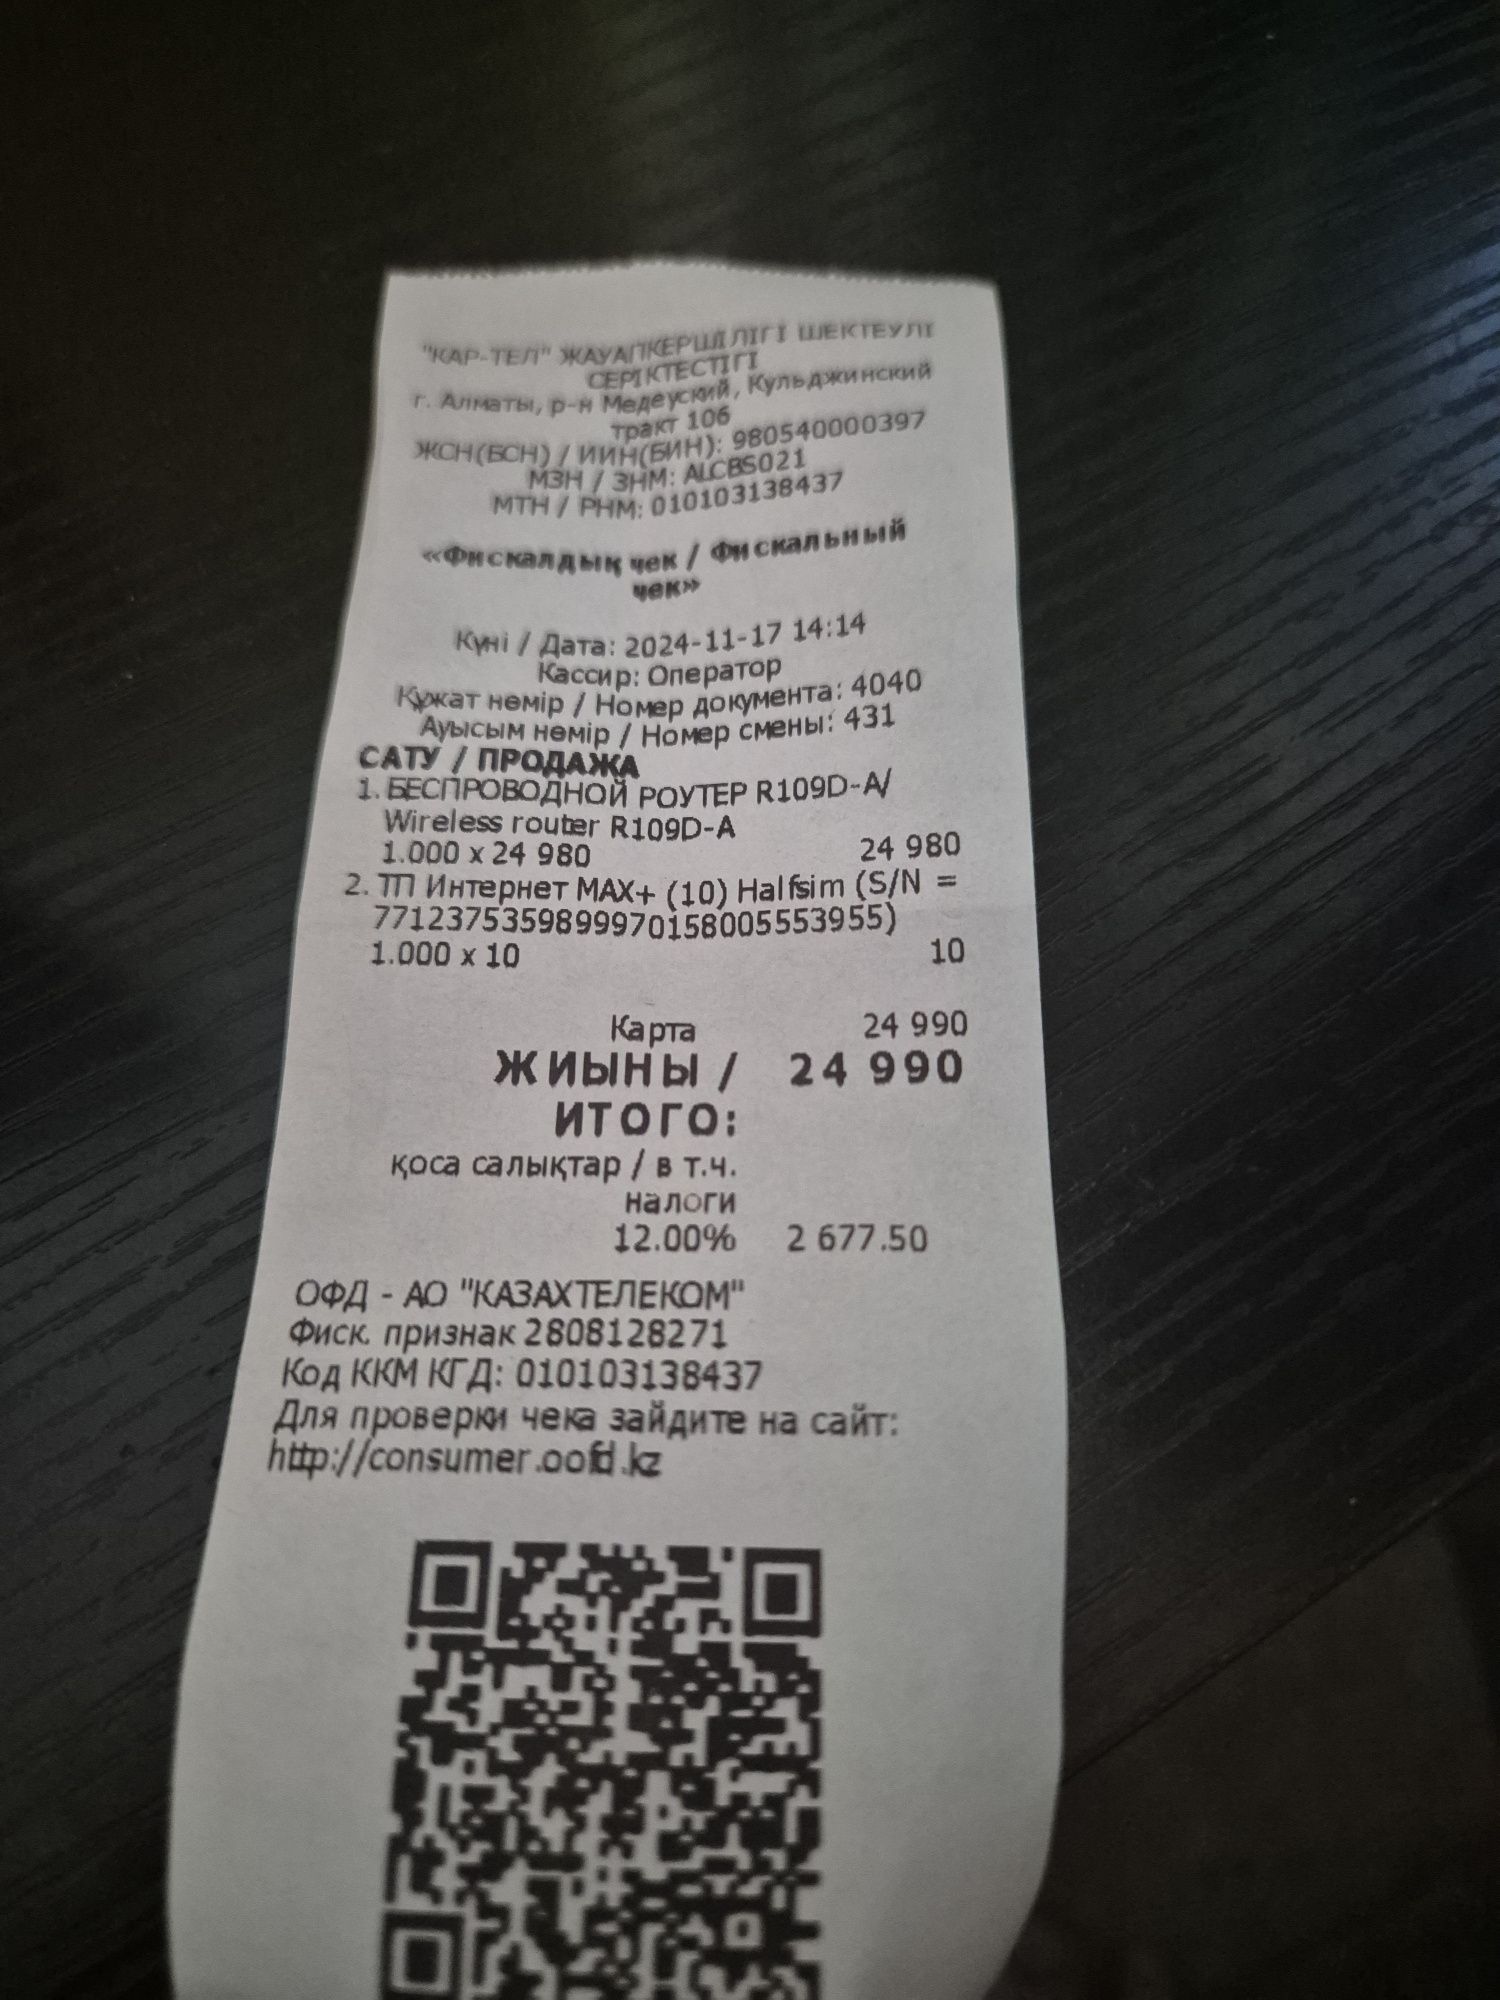 "КАР-ТЕЛ" ЖАУАПКЕРШІЛІГІ ШЕКТЕУЛІ
СЕРІКТЕСТІГІ
г. Алматы, р-н Медеуский, Кульджинский
тракт 106
ЖСН(БСН) / ИИН(БИН): 980540000397
МЗН / ЗНМ: ALCBS021
МТН / РНМ: 010103138437
«Фискалдық чек / Фискальный
чек»
Күні / Дата: 2024-11-17 14:14
Кассир: Оператор
Құжат нөмір / Номер документа: 4040
Ауысым нөмір / Номер смены: 431
САТУ / ПРОДАЖА
1. БЕСПРОВОДНОЙ РОУТЕР R109D-A/
Wireless router R109D-A
1.000 x 24 980 24 980
2. ТП Интернет MAX+ (10) Halfsim (S/N =
77123753598999701580055​53955)
1.000 x 10 10
Карта 24 990
ЖИЫНЫ / 24 990
ИТОГО:
қоса салықтар / в т.ч.
налоги
12.00% 2 677.50
ОФД - АО "КАЗАХТЕЛЕКОМ"
Фиск. признак 2808128271
Код ККМ КГД: 010103138437
Для проверки чека зайдите на сайт:
http://consumer.oofd.kz